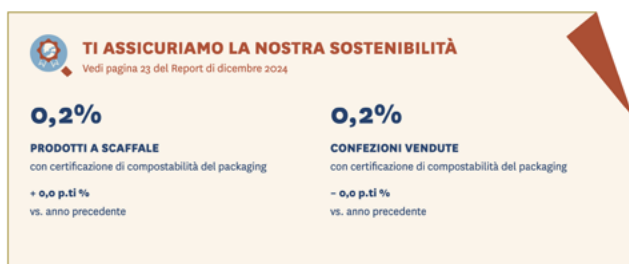 TI ASSICURIAMO LA NOSTRA SOSTENIBILITÀ
Vedi pagina 23 del Report di dicembre 2024
0,2%
PRODOTTI A SCAFFALE
con certificazione di compostabilità del packaging
+ 0,0 p.ti %
vs. anno precedente
0,2%
CONFEZIONI VENDUTE
con certificazione di compostabilità del packaging
– 0,0 p.ti %
vs. anno precedente